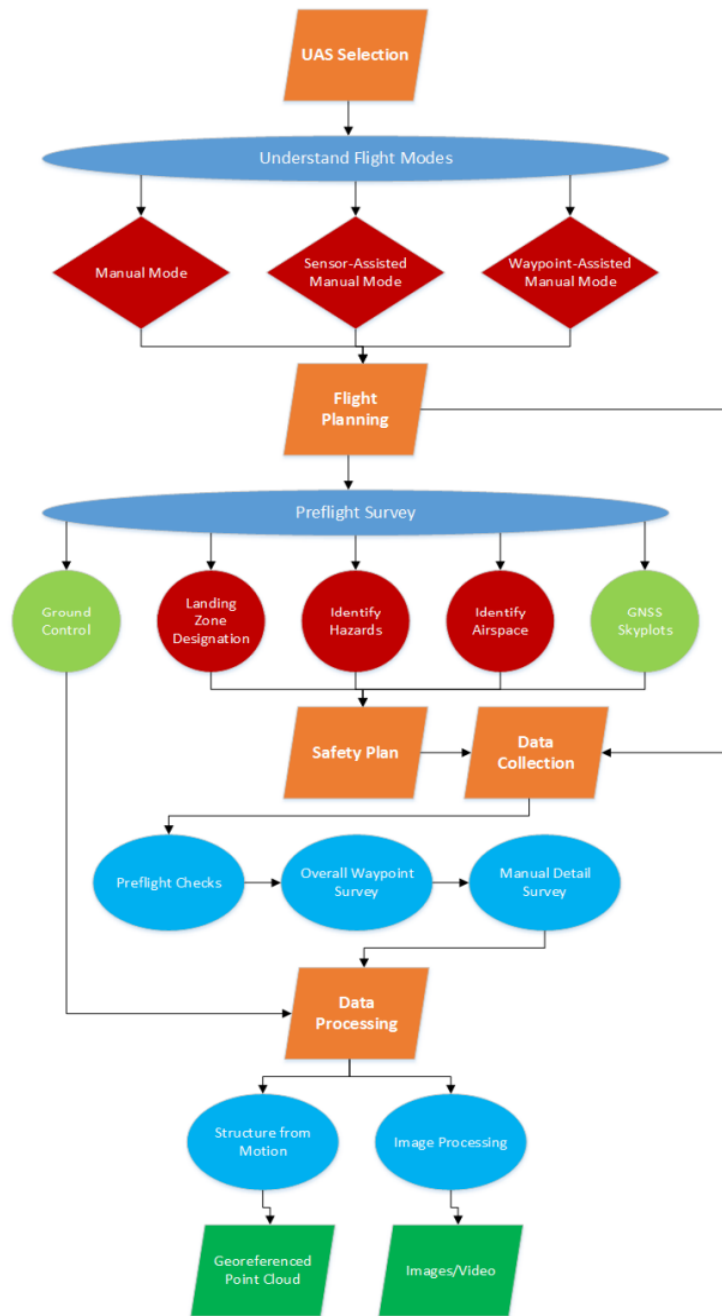 UAS Selection
Understand Flight Modes
Manual Mode
Sensor-Assisted
Manual Mode
Waypoint-Assisted
Manual Mode
Flight
Planning
Preflight Survey
Ground
Control
Landing
Zone
Designation
Identify
Hazards
Identify
Airspace
GNSS
Skyplots
Safety Plan
Data
Collection
Preflight Checks
Overall Waypoint
Survey
Manual Detail
Survey
Data
Processing
Structure from
Motion
Image Processing
Georeferenced
Point Cloud
Images/Video